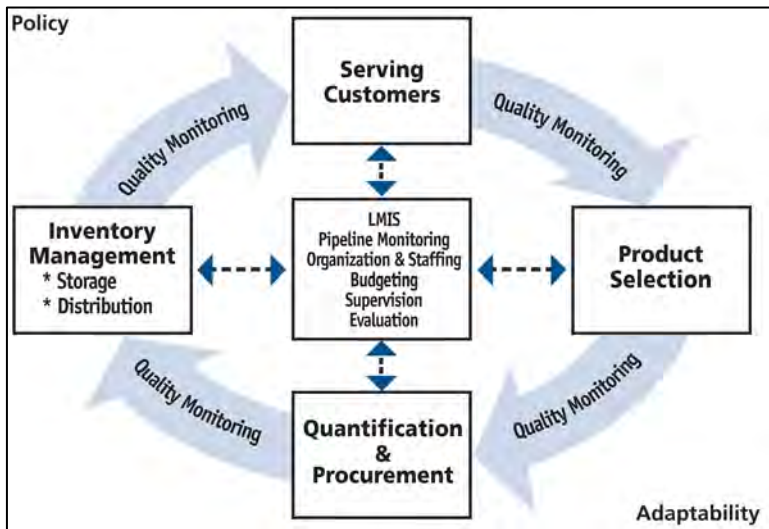 Policy
Serving
Customers
Quality Monitoring
Quality Monitoring
Inventory
Management
* Storage
* Distribution
LMIS
Pipeline Monitoring
Organization & Staffing
Budgeting
Supervision
Evaluation
Product
Selection
Quality Monitoring
Quality Monitoring
Quantification
&
Procurement
Adaptability